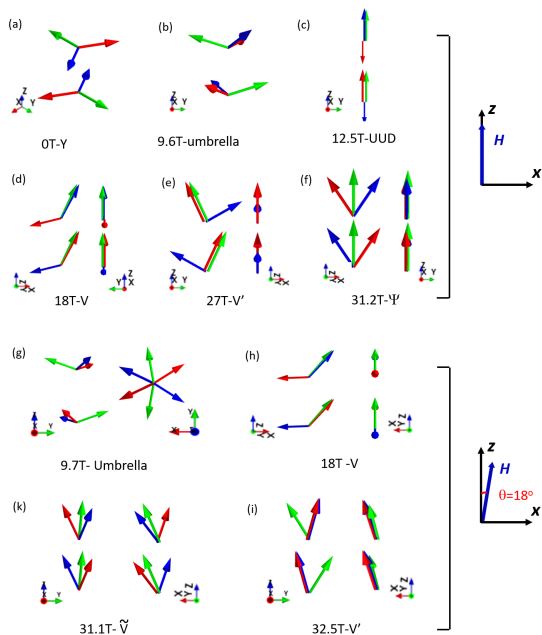 (a) (b) (c)
Z X Y
Z X Y
Z X Y
0T-Y 9.6T-umbrella 12.5T-UUD
z
H
x
(d) (e) (f)
18T-V 27T-V’ 31.2T-Ψ
(g) (h)
9.7T- Umbrella 18T -V
z
H
θ=18°
x
(k) (i)
31.1T- Ṽ 32.5T-V’